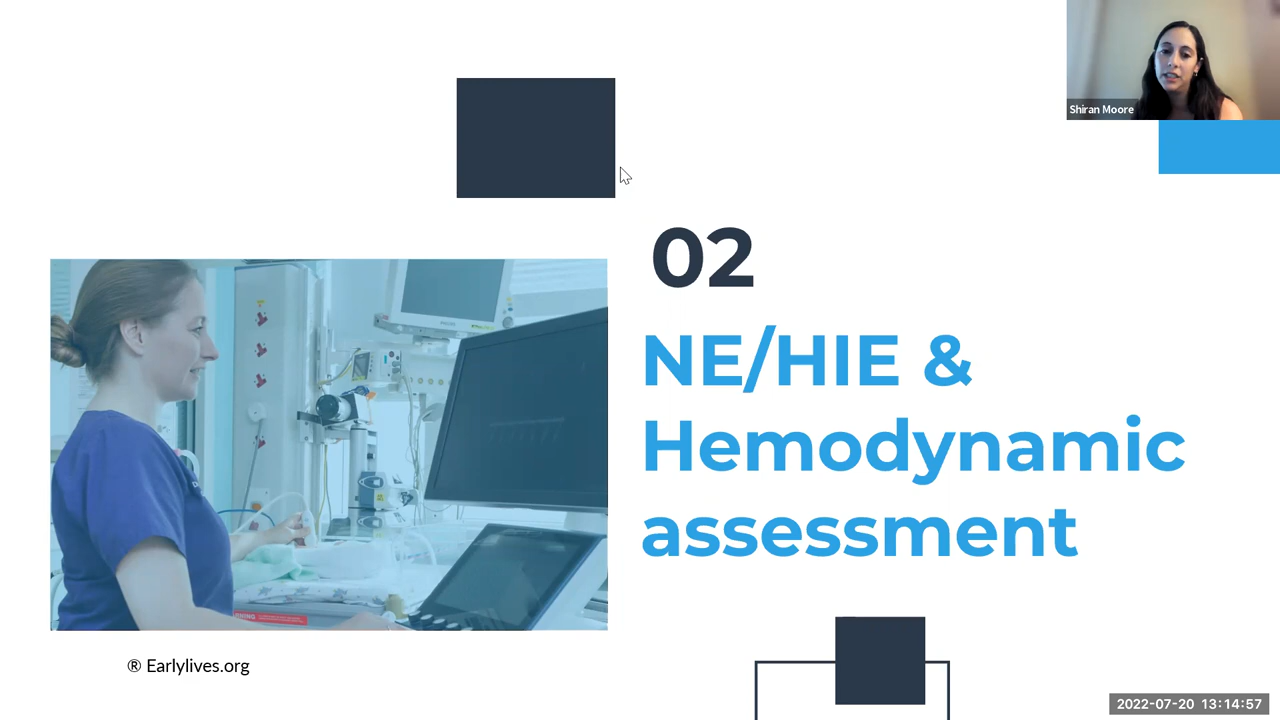 Shiran Moore
02
NE/HIE &
Hemodynamic
assessment
® Earlylives.org
2022-07-20 13:14:57